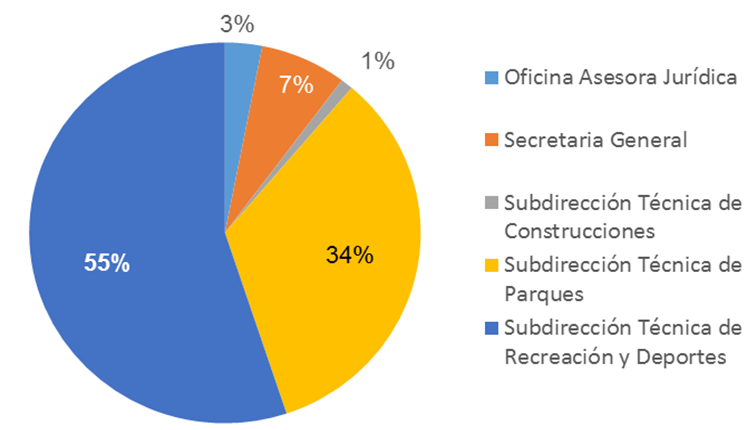 3%
7%
1%
34%
55%
Oficina Asesora Jurídica
Secretaria General
Subdirección Técnica de
Construcciones
Subdirección Técnica de
Parques
Subdirección Técnica de
Recreación y Deportes